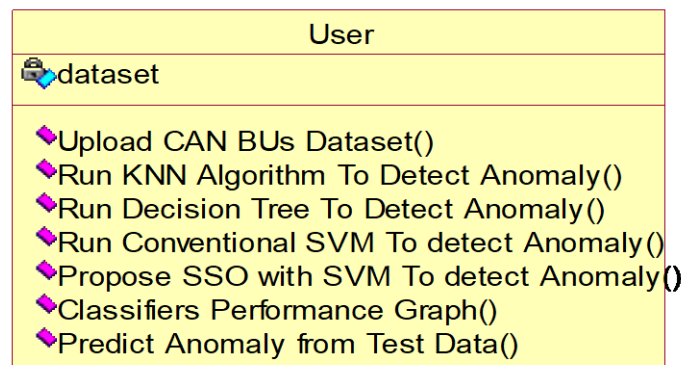 User
dataset
Upload CAN BUs Dataset()
Run KNN Algorithm To Detect Anomaly()
Run Decision Tree To Detect Anomaly()
Run Conventional SVM To detect Anomaly()
Propose SSO with SVM To detect Anomaly()
Classifiers Performance Graph()
Predict Anomaly from Test Data()